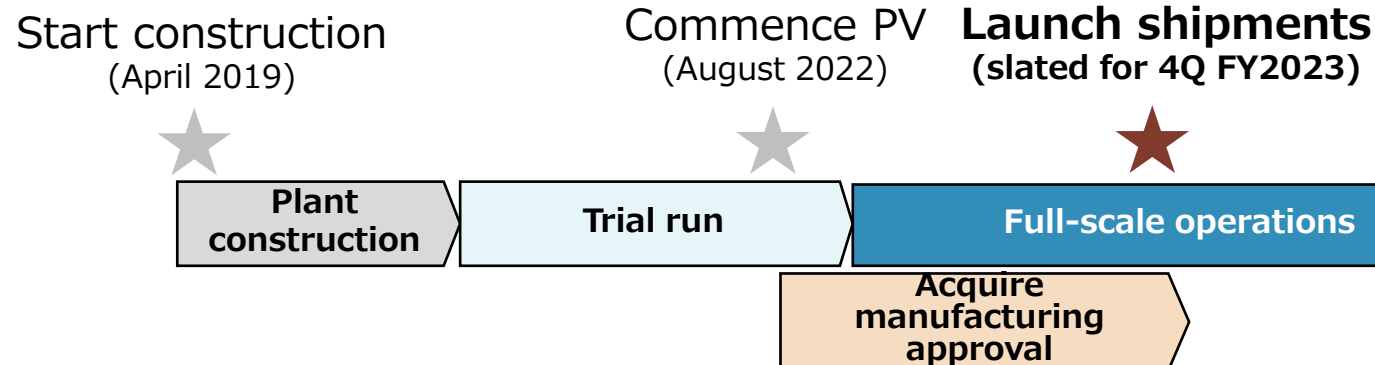 Start construction
(April 2019)
Commence PV
(August 2022)
Launch shipments
(slated for 4Q FY2023)
Plant
construction
Trial run
Full-scale operations
Acquire
manufacturing
approval